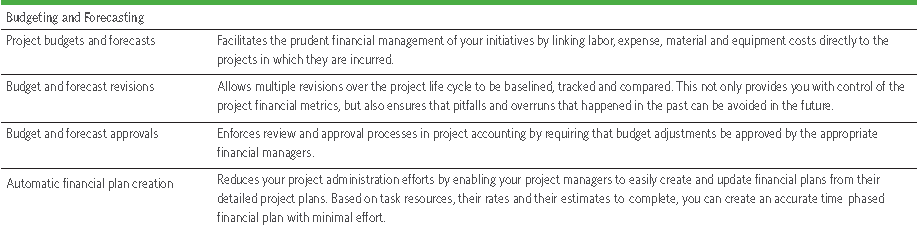 Budgeting and Forecasting
Project budgets and forecasts
Facilitates the prudent financial management of your initiatives by linking labor, expense, material and equipment costs directly to the
projects in which they are incurred.
Budget and forecast revisions
Allows multiple revisions over the project life cycle to be baselined, tracked and compared. This not only provides you with control of the
project financial metrics, but also ensures that pitfalls and overruns that happened in the past can be avoided in the future.
Budget and forecast approvals
Enforces review and approval processes in project accounting by requiring that budget adjustments be approved by the appropriate
financial managers.
Automatic financial plan creation
Reduces your project administration efforts by enabling your project managers to easily create and update financial plans from their
detailed project plans. Based on task resources, their rates and their estimates to complete, you can create an accurate time phased
financial plan with minimal effort.